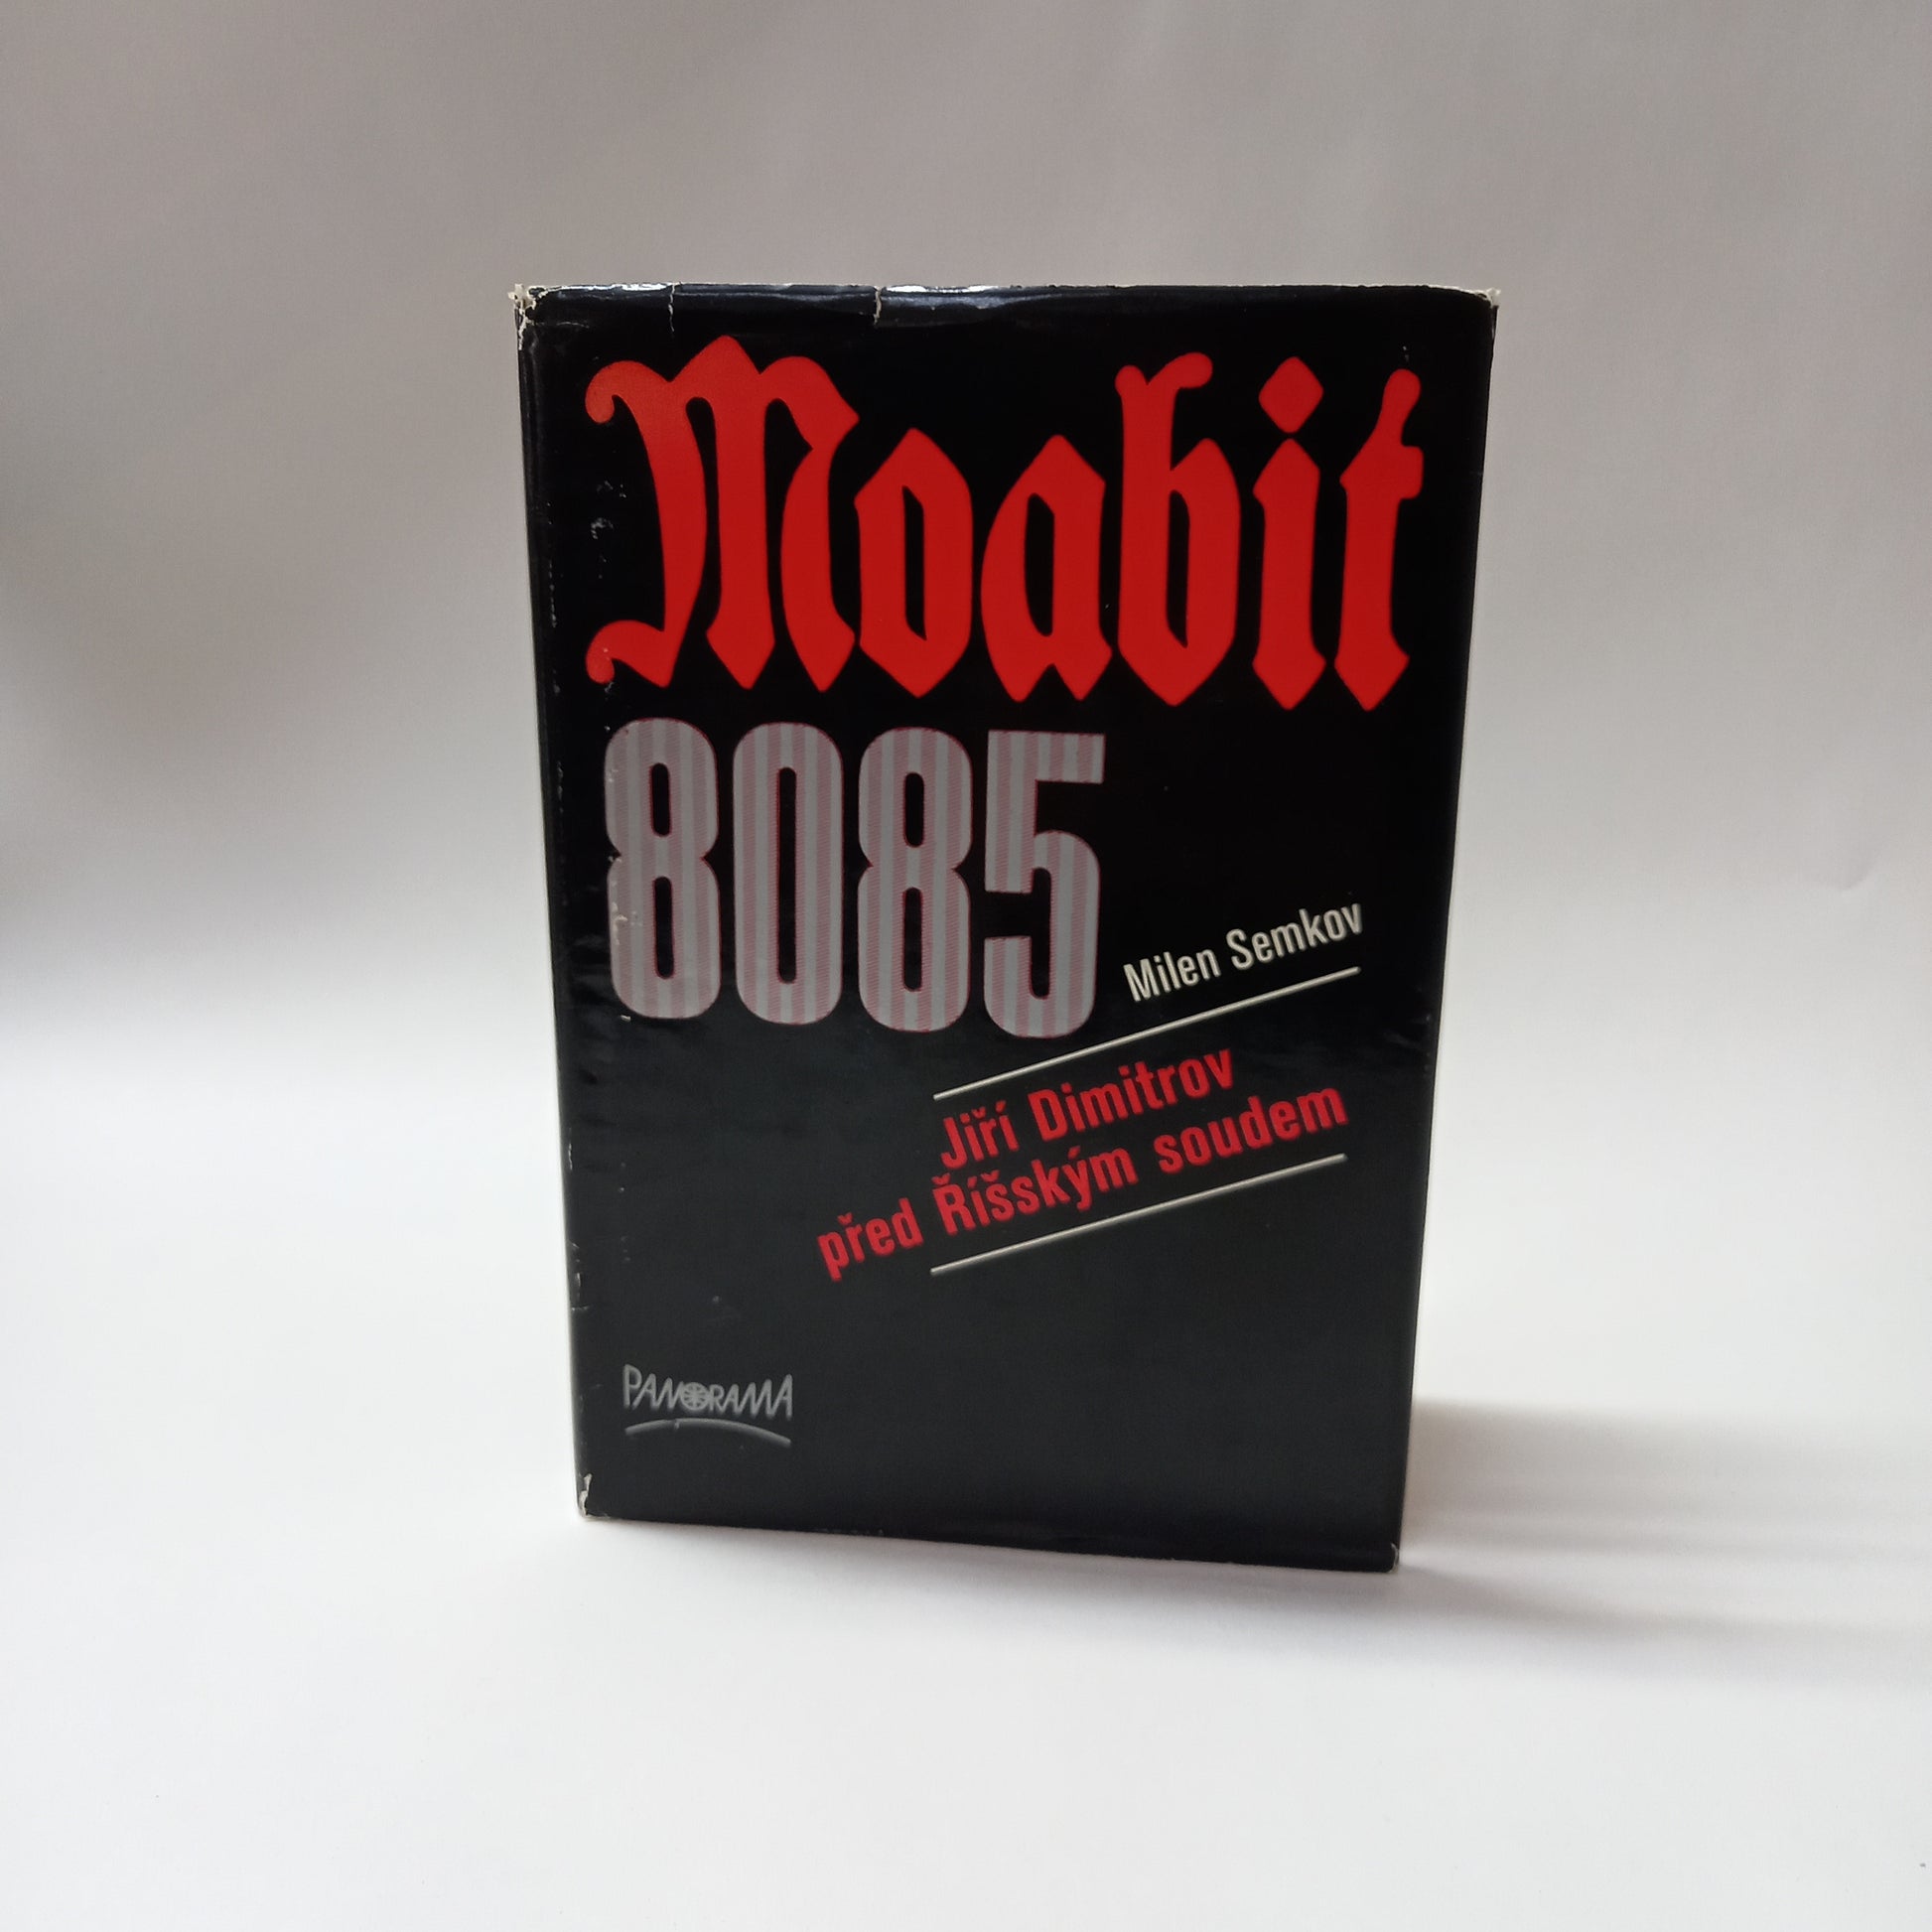 Moabit
8085
Milen Semkov
Jiří Dimitrov
před Říšským soudem
PANORAMA